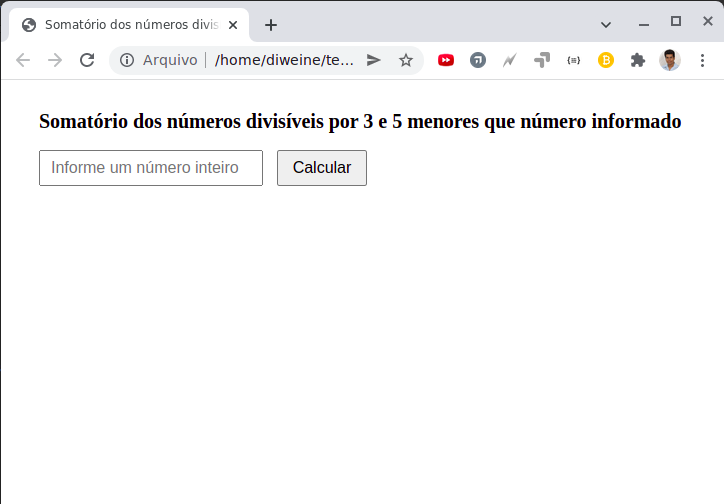 Somatório dos números divis
Arquivo | /home/diweine/te...
Somatório dos números divisíveis por 3 e 5 menores que número informado
Informe um número inteiro
Calcular